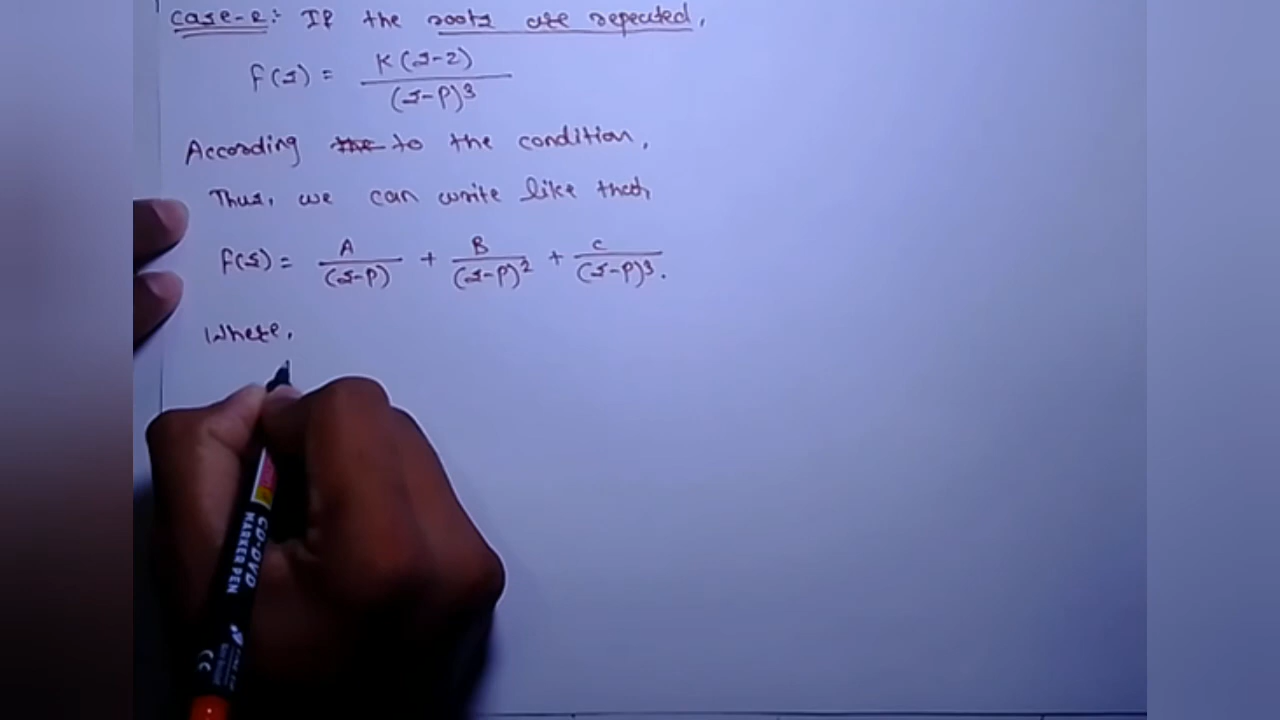 Case-2: If the roots are repeated.
F(s) = K(s-z) / (s-p)^3
According to the condition,
Thus, we can write like that,
F(s) = A/(s-p) + B/(s-p)^2 + C/(s-p)^3.
Where,
CD-DVD
MARKER PEN
CE